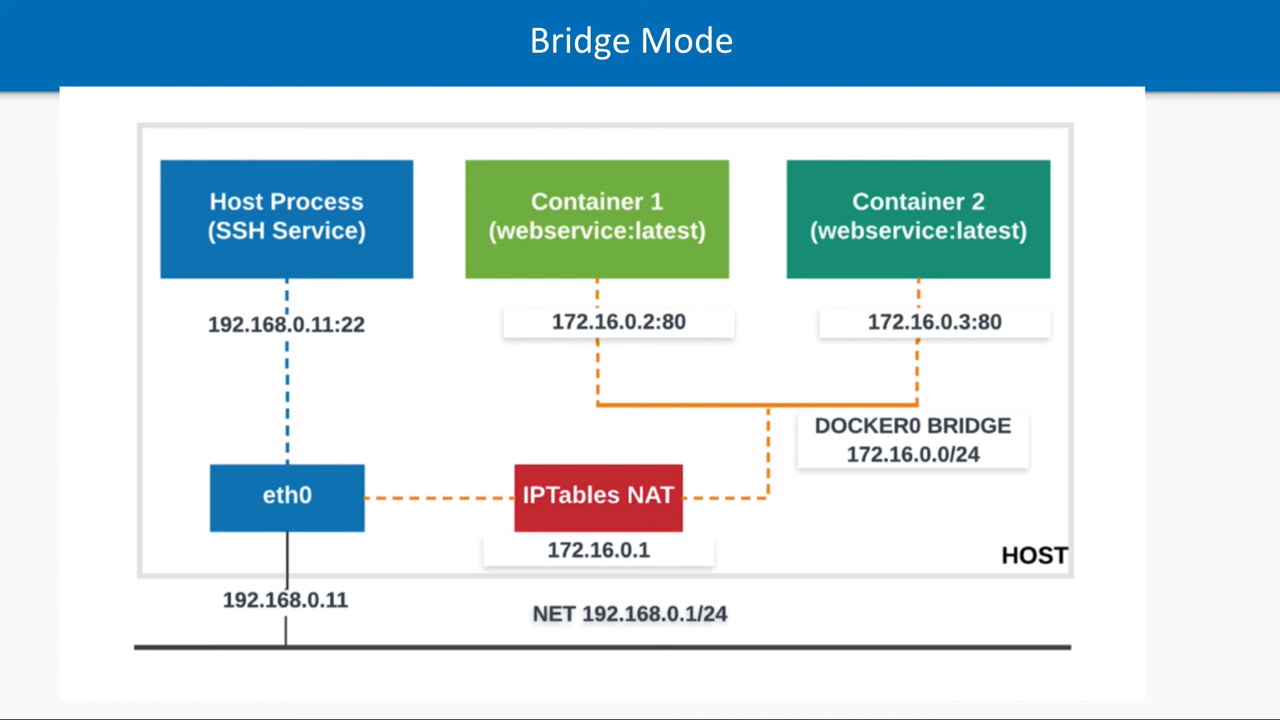 Bridge Mode
Host Process
(SSH Service)
Container 1
(webservice:latest)
Container 2
(webservice:latest)
192.168.0.11:22
172.16.0.2:80
172.16.0.3:80
DOCKER0 BRIDGE
172.16.0.0/24
eth0
IPTables NAT
172.16.0.1
HOST
192.168.0.11
NET 192.168.0.1/24